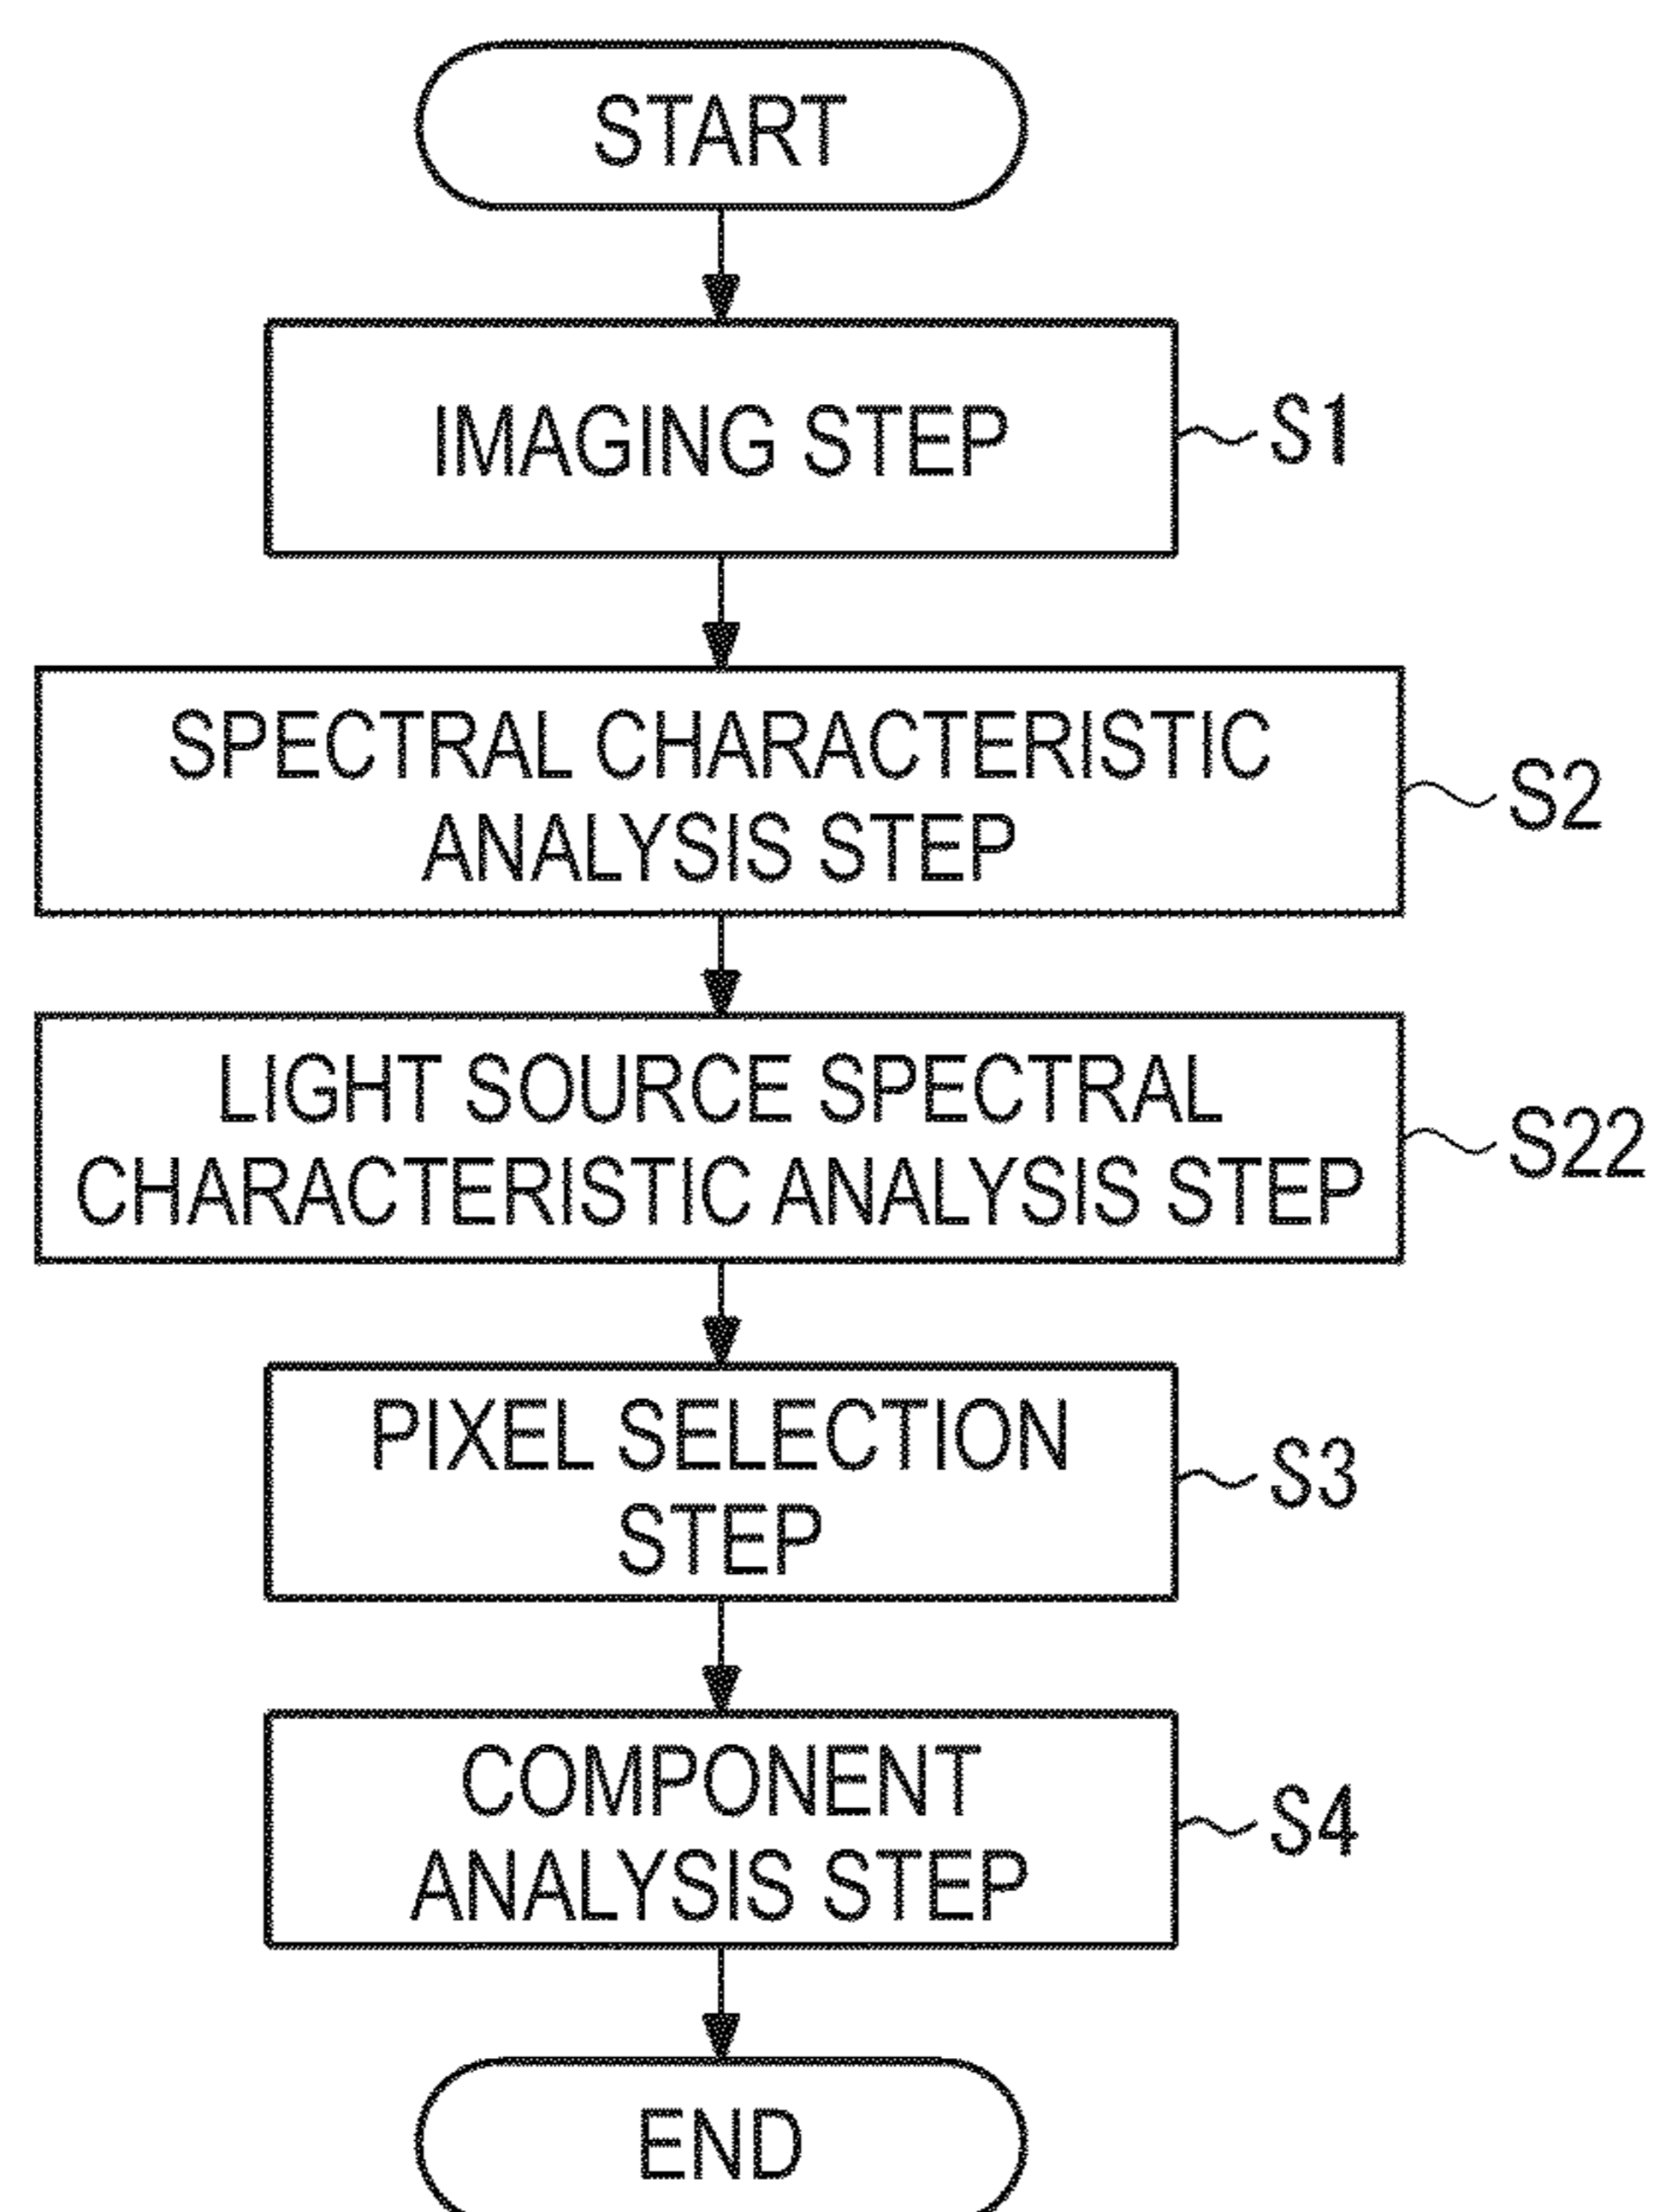 START
IMAGING STEP
S1
SPECTRAL CHARACTERISTIC
ANALYSIS STEP
S2
LIGHT SOURCE SPECTRAL
CHARACTERISTIC ANALYSIS STEP
S22
PIXEL SELECTION
STEP
S3
COMPONENT
ANALYSIS STEP
S4
END